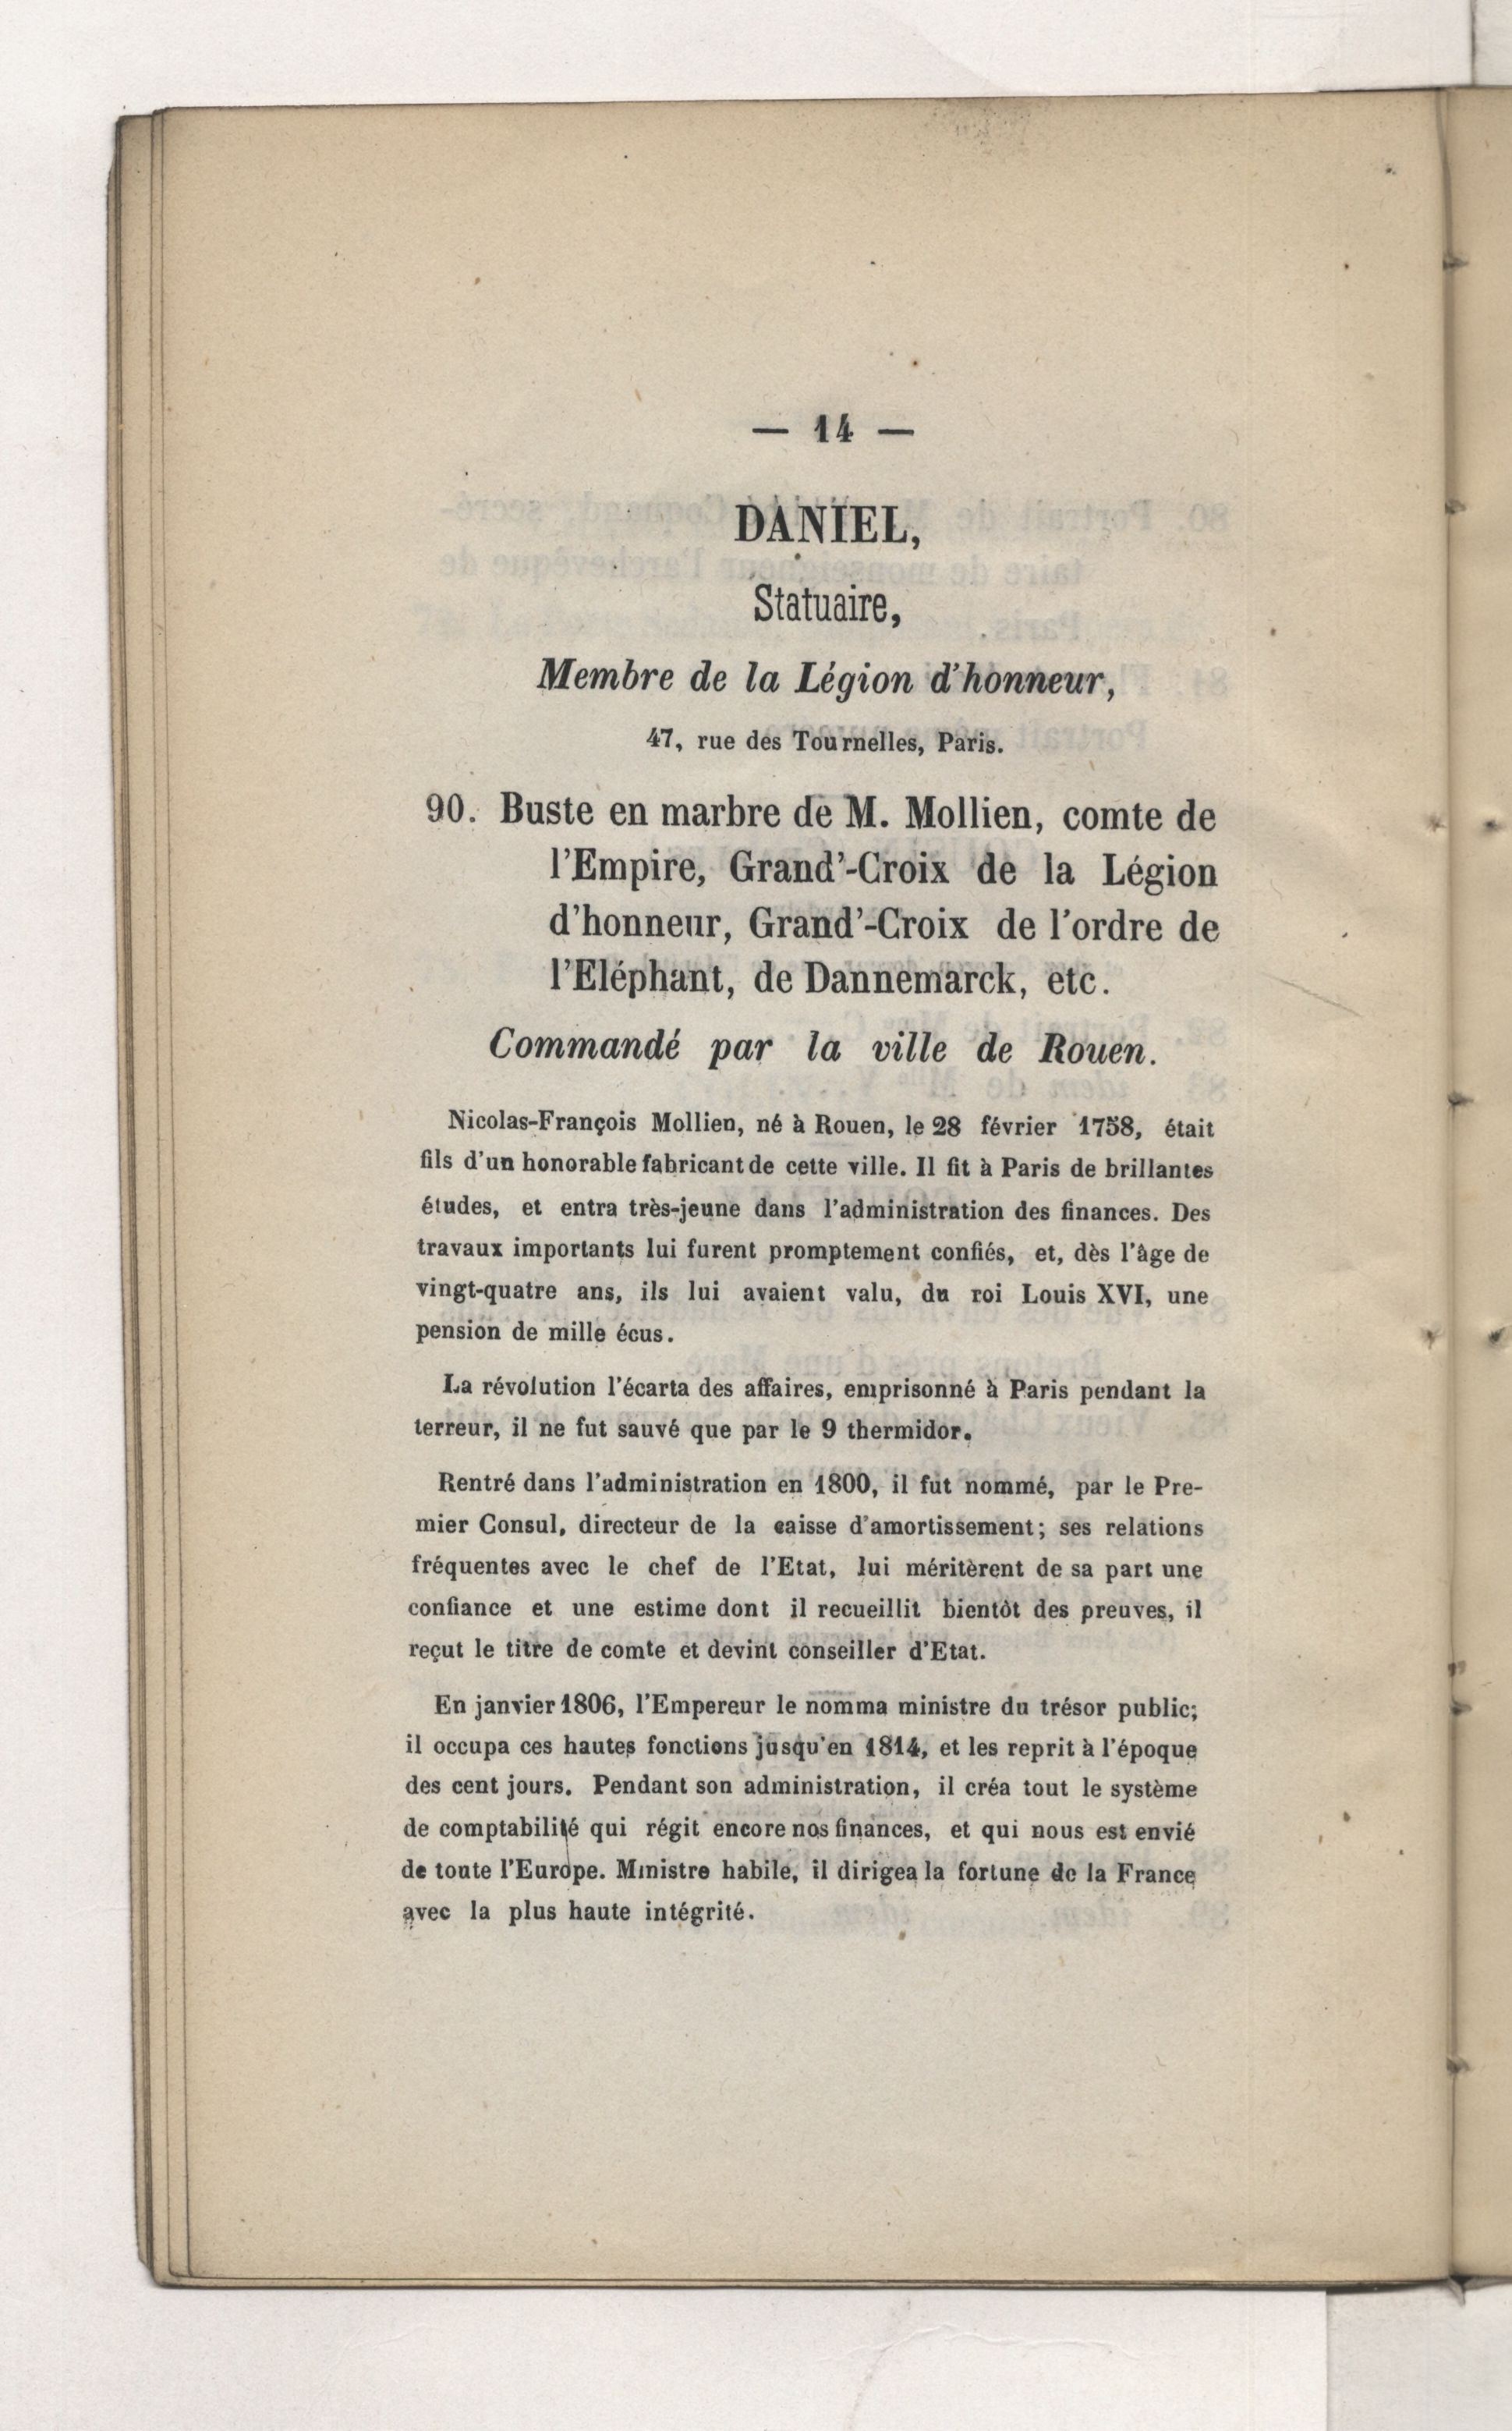 — 14 —
DANIEL,
Statuaire,
Membre de la Légion d'honneur,
47, rue des Tournelles, Paris.
90. Buste en marbre de M. Mollien, comte de
l'Empire, Grand'-Croix de la Légion
d'honneur, Grand'-Croix de l'ordre de
l'Eléphant, de Dannemarck, etc.
Commandé par la ville de Rouen.
Nicolas-François Mollien, né à Rouen, le 28 février 1758, était
fils d'un honorable fabricant de cette ville. Il fit à Paris de brillantes
études, et entra très-jeune dans l'administration des finances. Des
travaux importants lui furent promptement confiés, et, dès l'âge de
vingt-quatre ans, ils lui avaient valu, du roi Louis XVI, une
pension de mille écus.
La révolution l'écarta des affaires, emprisonné à Paris pendant la
terreur, il ne fut sauvé que par le 9 thermidor.
Rentré dans l'administration en 1800, il fut nommé, par le Pre-
mier Consul, directeur de la caisse d'amortissement; ses relations
fréquentes avec le chef de l'Etat, lui méritèrent de sa part une
confiance et une estime dont il recueillit bientôt des preuves, il
reçut le titre de comte et devint conseiller d'Etat.
En janvier 1806, l'Empereur le nomma ministre du trésor public;
il occupa ces hautes fonctions jusqu'en 1814, et les reprit à l'époque
des cent jours. Pendant son administration, il créa tout le système
de comptabilité qui régit encore nos finances, et qui nous est envié
de toute l'Europe. Ministre habile, il dirigea la fortune de la France
avec la plus haute intégrité.